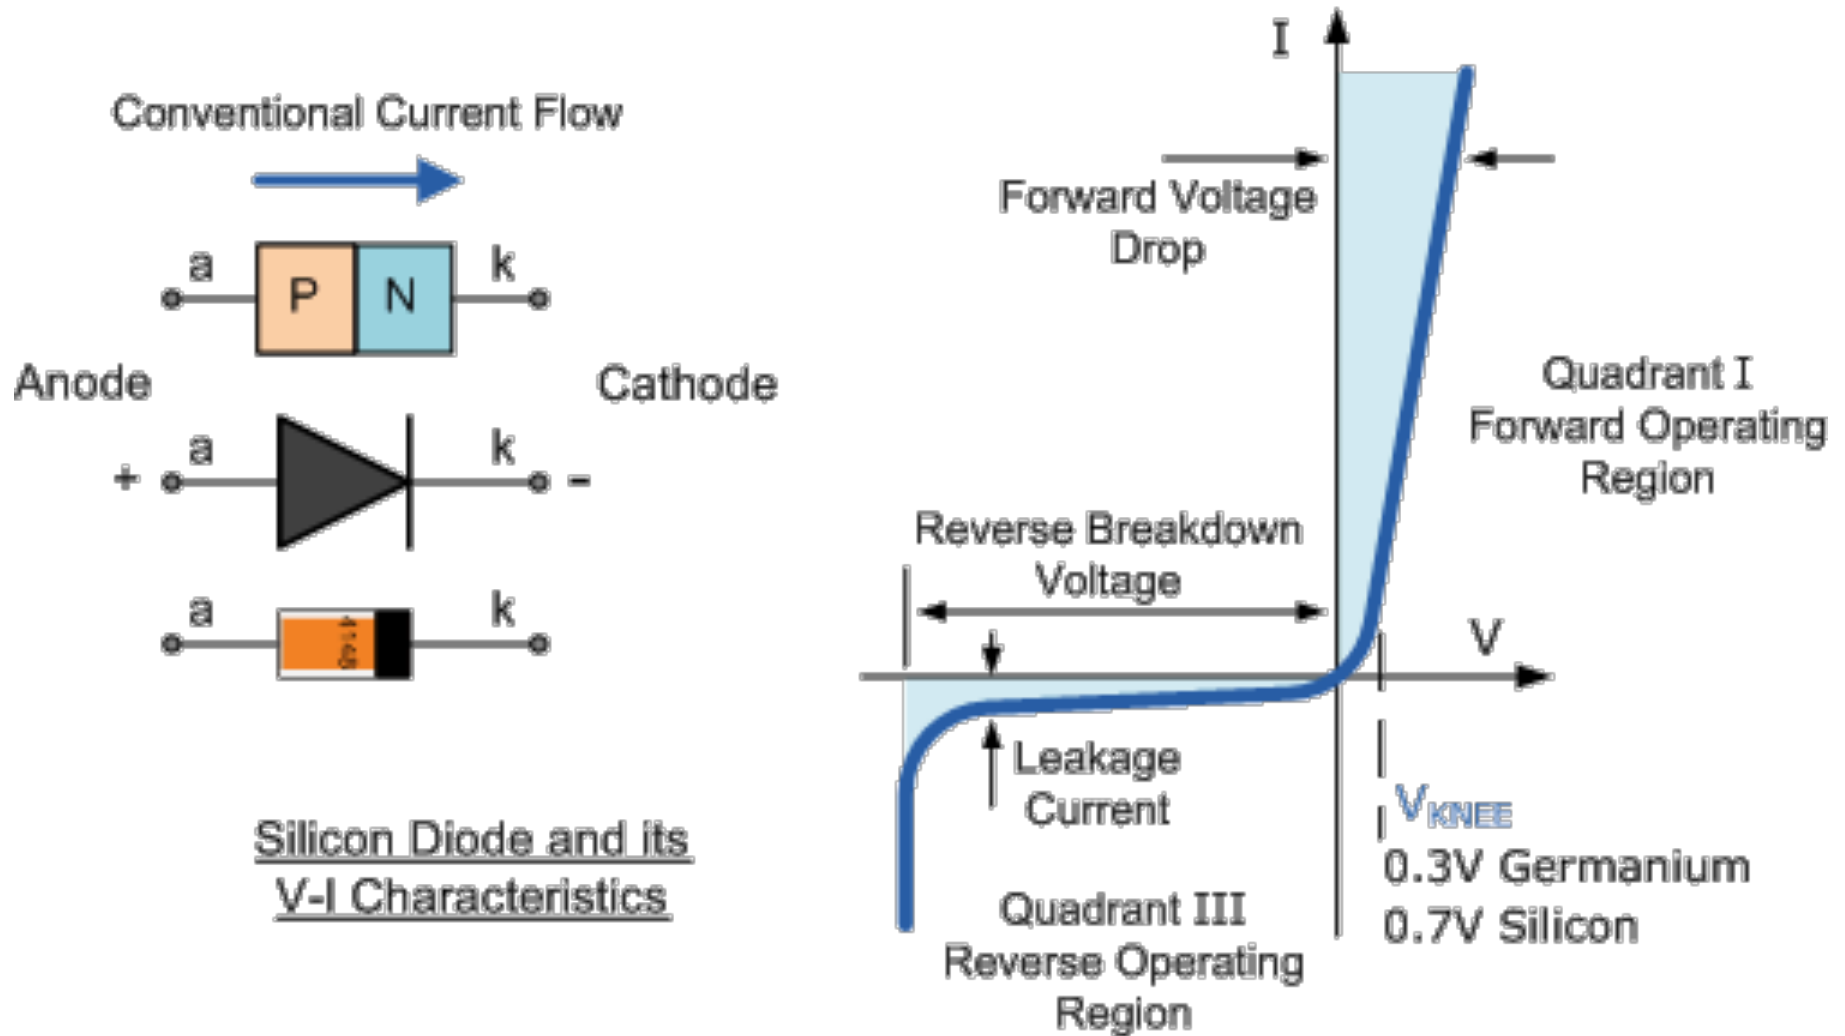 Conventional Current Flow
a
P
N
k
Anode
Cathode
+
a
k
-
a
4148
k
Silicon Diode and its
V-I Characteristics
I
Forward Voltage
Drop
Quadrant I
Forward Operating
Region
Reverse Breakdown
Voltage
V
Leakage
Current
VKNEE
0.3V Germanium
0.7V Silicon
Quadrant III
Reverse Operating
Region